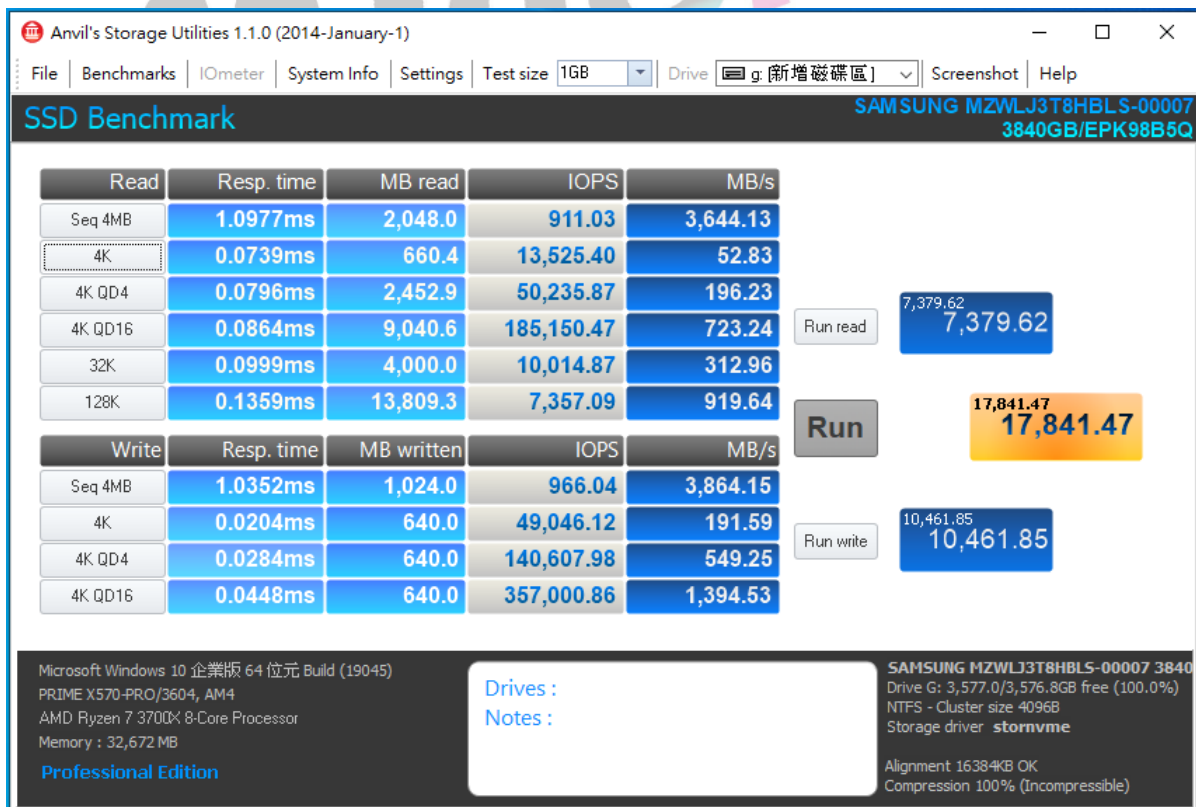 Anvil's Storage Utilities 1.1.0 (2014-January-1)
File Benchmarks IOmeter System Info Settings Test size 1GB Drive g: [新增磁碟區] Screenshot Help
SSD Benchmark
SAMSUNG MZWLJ3T8HBLS-00007
3840GB/EPK98B5Q
Read Resp. time MB read IOPS MB/s
Seq 4MB 1.0977ms 2,048.0 911.03 3,644.13
4K 0.0739ms 660.4 13,525.40 52.83
4K QD4 0.0796ms 2,452.9 50,235.87 196.23
4K QD16 0.0864ms 9,040.6 185,150.47 723.24
32K 0.0999ms 4,000.0 10,014.87 312.96
128K 0.1359ms 13,809.3 7,357.09 919.64
Run read
7,379.62
7,379.62
Run
17,841.47
17,841.47
Write Resp. time MB written IOPS MB/s
Seq 4MB 1.0352ms 1,024.0 966.04 3,864.15
4K 0.0204ms 640.0 49,046.12 191.59
4K QD4 0.0284ms 640.0 140,607.98 549.25
4K QD16 0.0448ms 640.0 357,000.86 1,394.53
Run write
10,461.85
10,461.85
Microsoft Windows 10 企業版 64 位元 Build (19045)
PRIME X570-PRO/3604, AM4
AMD Ryzen 7 3700X 8-Core Processor
Memory : 32,672 MB
Professional Edition
Drives :
Notes :
SAMSUNG MZWLJ3T8HBLS-00007 3840
Drive G: 3,577.0/3,576.8GB free (100.0%)
NTFS - Cluster size 4096B
Storage driver stornvme
Alignment 16384KB OK
Compression 100% (Incompressible)